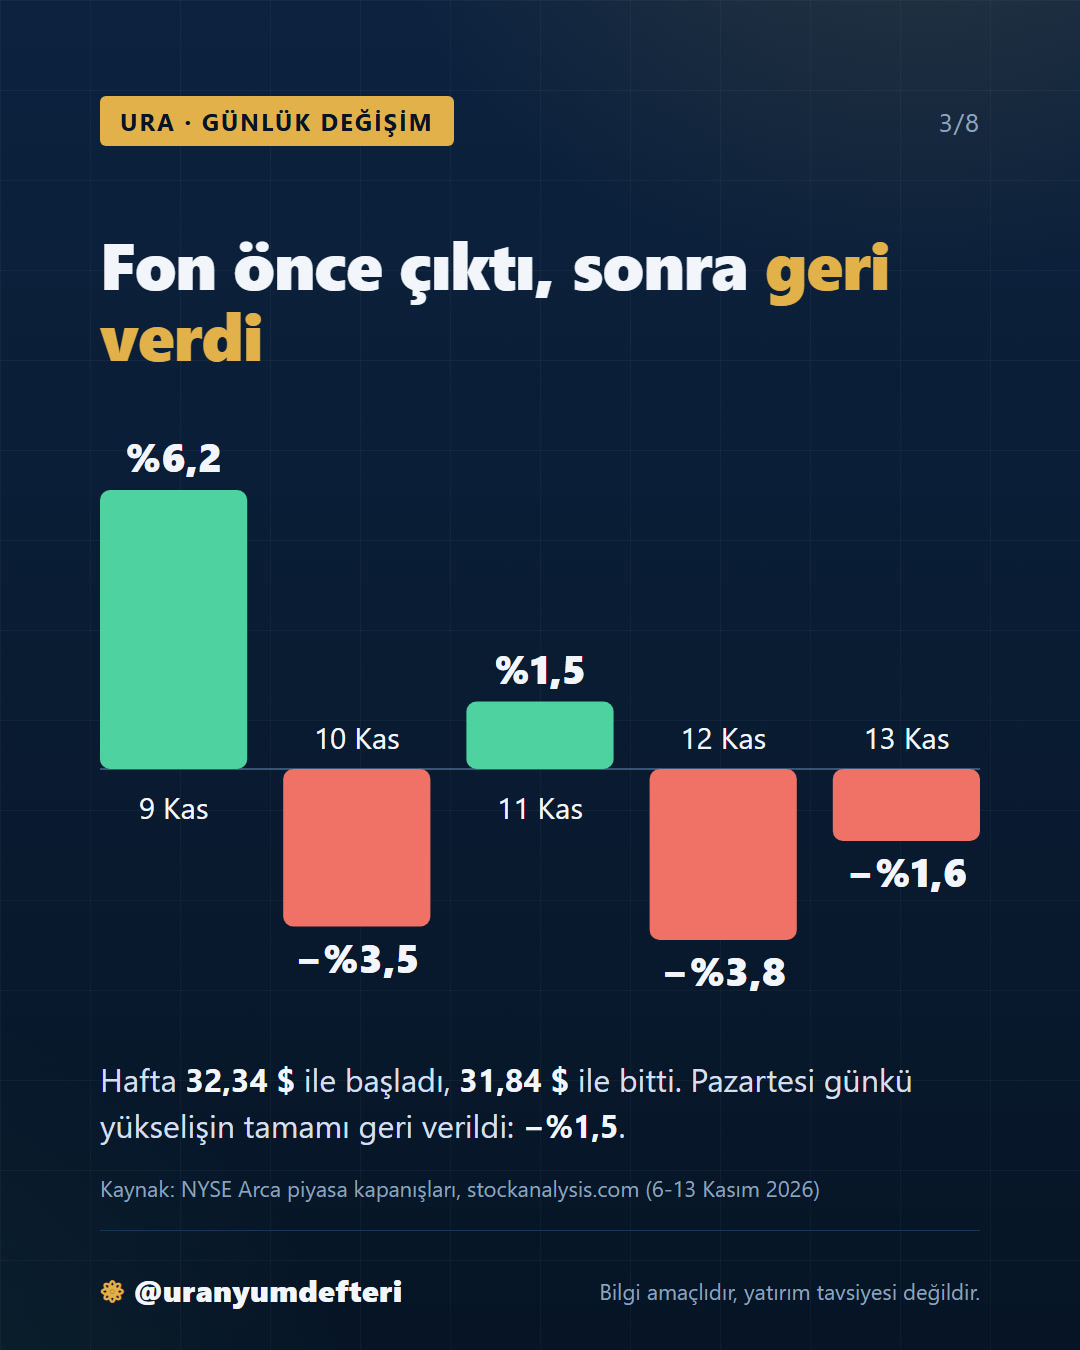 URA · GÜNLÜK DEĞİŞİM
3/8
Fon önce çıktı, sonra geri
verdi
%6,2
9 Kas
10 Kas
−%3,5
%1,5
11 Kas
12 Kas
−%3,8
13 Kas
−%1,6
Hafta 32,34 $ ile başladı, 31,84 $ ile bitti. Pazartesi günkü
yükselişin tamamı geri verildi: −%1,5.
Kaynak: NYSE Arca piyasa kapanışları, stockanalysis.com (6-13 Kasım 2026)
@uranyumdefteri
Bilgi amaçlıdır, yatırım tavsiyesi değildir.